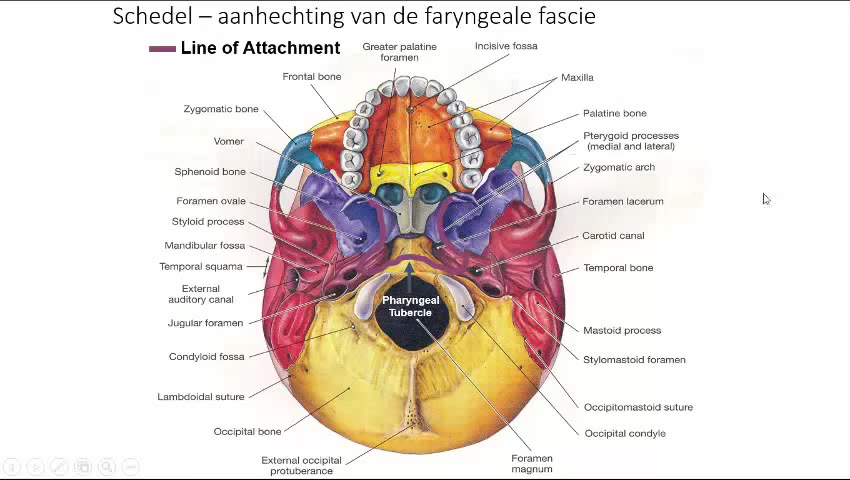 Schedel – aanhechting van de faryngeale fascie
Line of Attachment
Greater palatine
foramen
Incisive fossa
Frontal bone
Maxilla
Zygomatic bone
Palatine bone
Vomer
Pterygoid processes
(medial and lateral)
Sphenoid bone
Zygomatic arch
Foramen ovale
Foramen lacerum
Styloid process
Carotid canal
Mandibular fossa
Temporal squama
Temporal bone
External
auditory canal
Pharyngeal
Tubercle
Jugular foramen
Mastoid process
Condyloid fossa
Stylomastoid foramen
Lambdoidal suture
Occipitomastoid suture
Occipital bone
Occipital condyle
External occipital
protuberance
Foramen
magnum